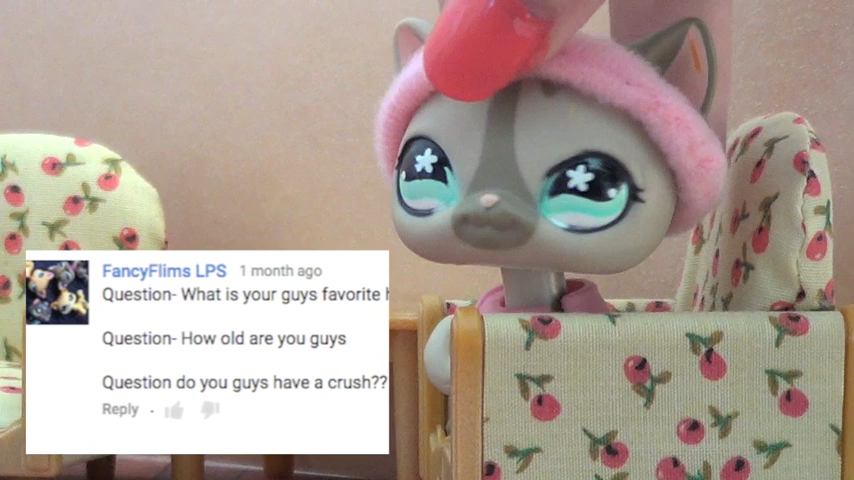 FancyFlims LPS 1 month ago
Question- What is your guys favorite
Question- How old are you guys
Question do you guys have a crush??
Reply